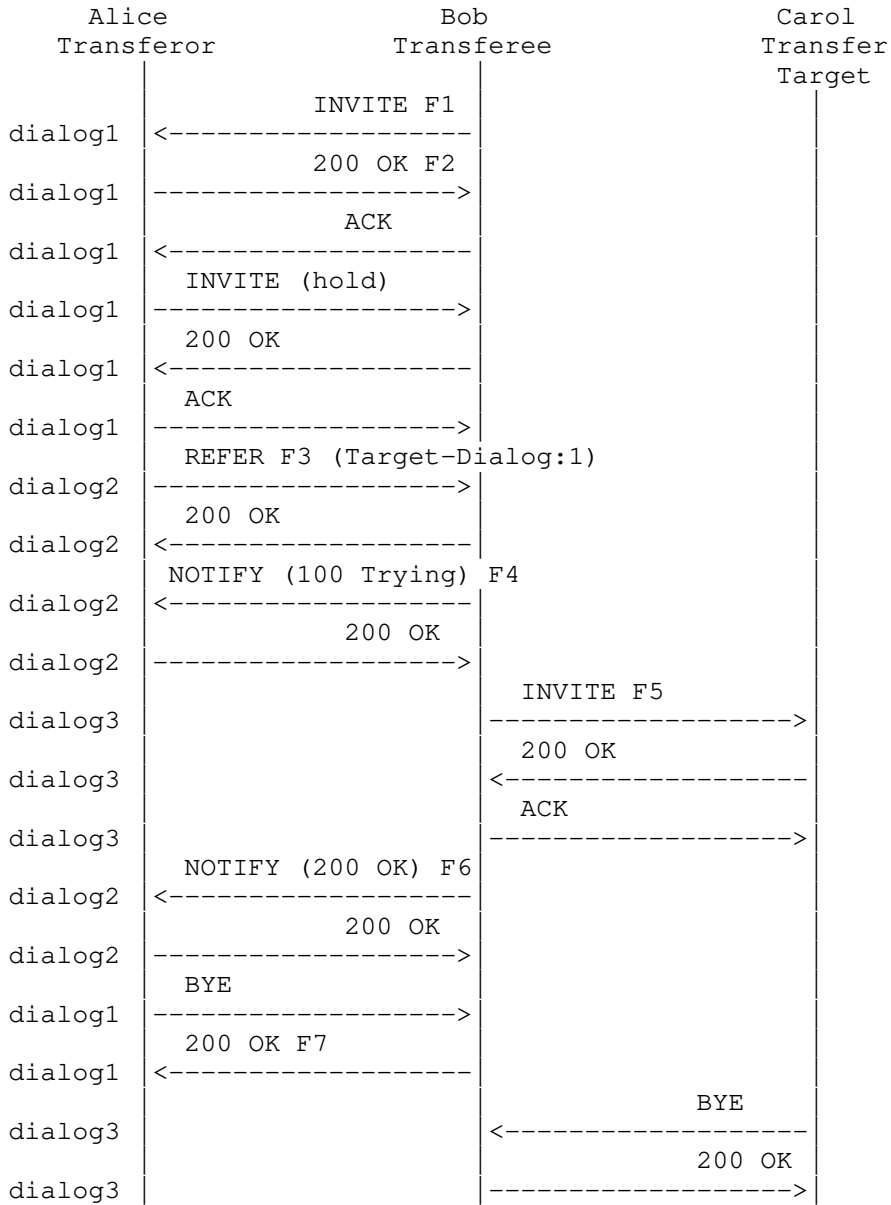 Alice                  Bob                 Carol
Transferor           Transferee             Transfer
|                    |                  Target
|       INVITE F1    |                    |
dialog1 |<-------------------|                    |
|       200 OK F2    |                    |
dialog1 |------------------->|                    |
|         ACK        |                    |
dialog1 |<-------------------|                    |
|  INVITE (hold)     |                    |
dialog1 |------------------->|                    |
|  200 OK            |                    |
dialog1 |<-------------------|                    |
|  ACK               |                    |
dialog1 |------------------->|                    |
|  REFER F3 (Target-Dialog:1)             |
dialog2 |------------------->|                    |
|  200 OK            |                    |
dialog2 |<-------------------|                    |
| NOTIFY (100 Trying) F4                  |
dialog2 |<-------------------|                    |
|            200 OK  |                    |
dialog2 |------------------->|                    |
|                    |  INVITE F5         |
dialog3 |                    |------------------->|
|                    |  200 OK            |
dialog3 |                    |<-------------------|
|                    |  ACK               |
dialog3 |                    |------------------->|
|  NOTIFY (200 OK) F6|                    |
dialog2 |<-------------------|                    |
|            200 OK  |                    |
dialog2 |------------------->|                    |
|  BYE               |                    |
dialog1 |------------------->|                    |
|  200 OK F7         |                    |
dialog1 |<-------------------|                    |
|                    |             BYE    |
dialog3 |                    |<-------------------|
|                    |             200 OK |
dialog3 |                    |------------------->|